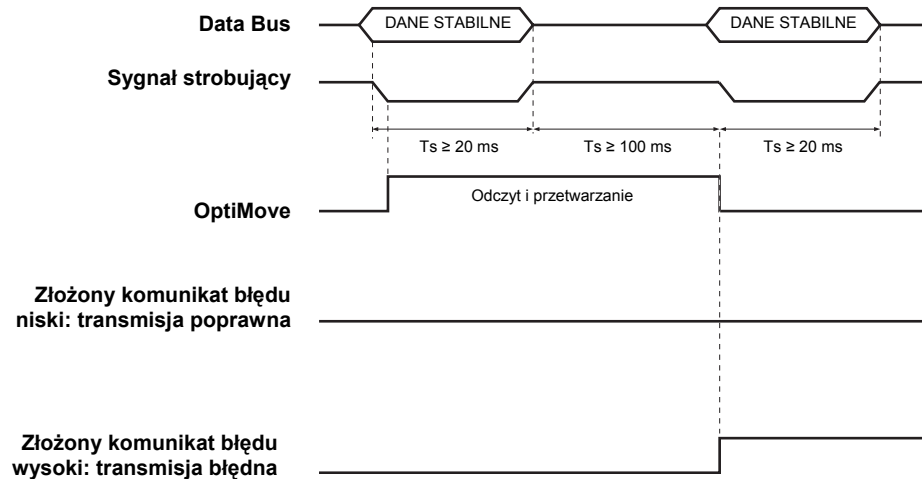 Data Bus
DANE STABILNE
DANE STABILNE
Sygnał strobujący
Ts ≥ 20 ms
Ts ≥ 100 ms
Ts ≥ 20 ms
OptiMove
Odczyt i przetwarzanie
Złożony komunikat błędu
niski: transmisja poprawna
Złożony komunikat błędu
wysoki: transmisja błędna